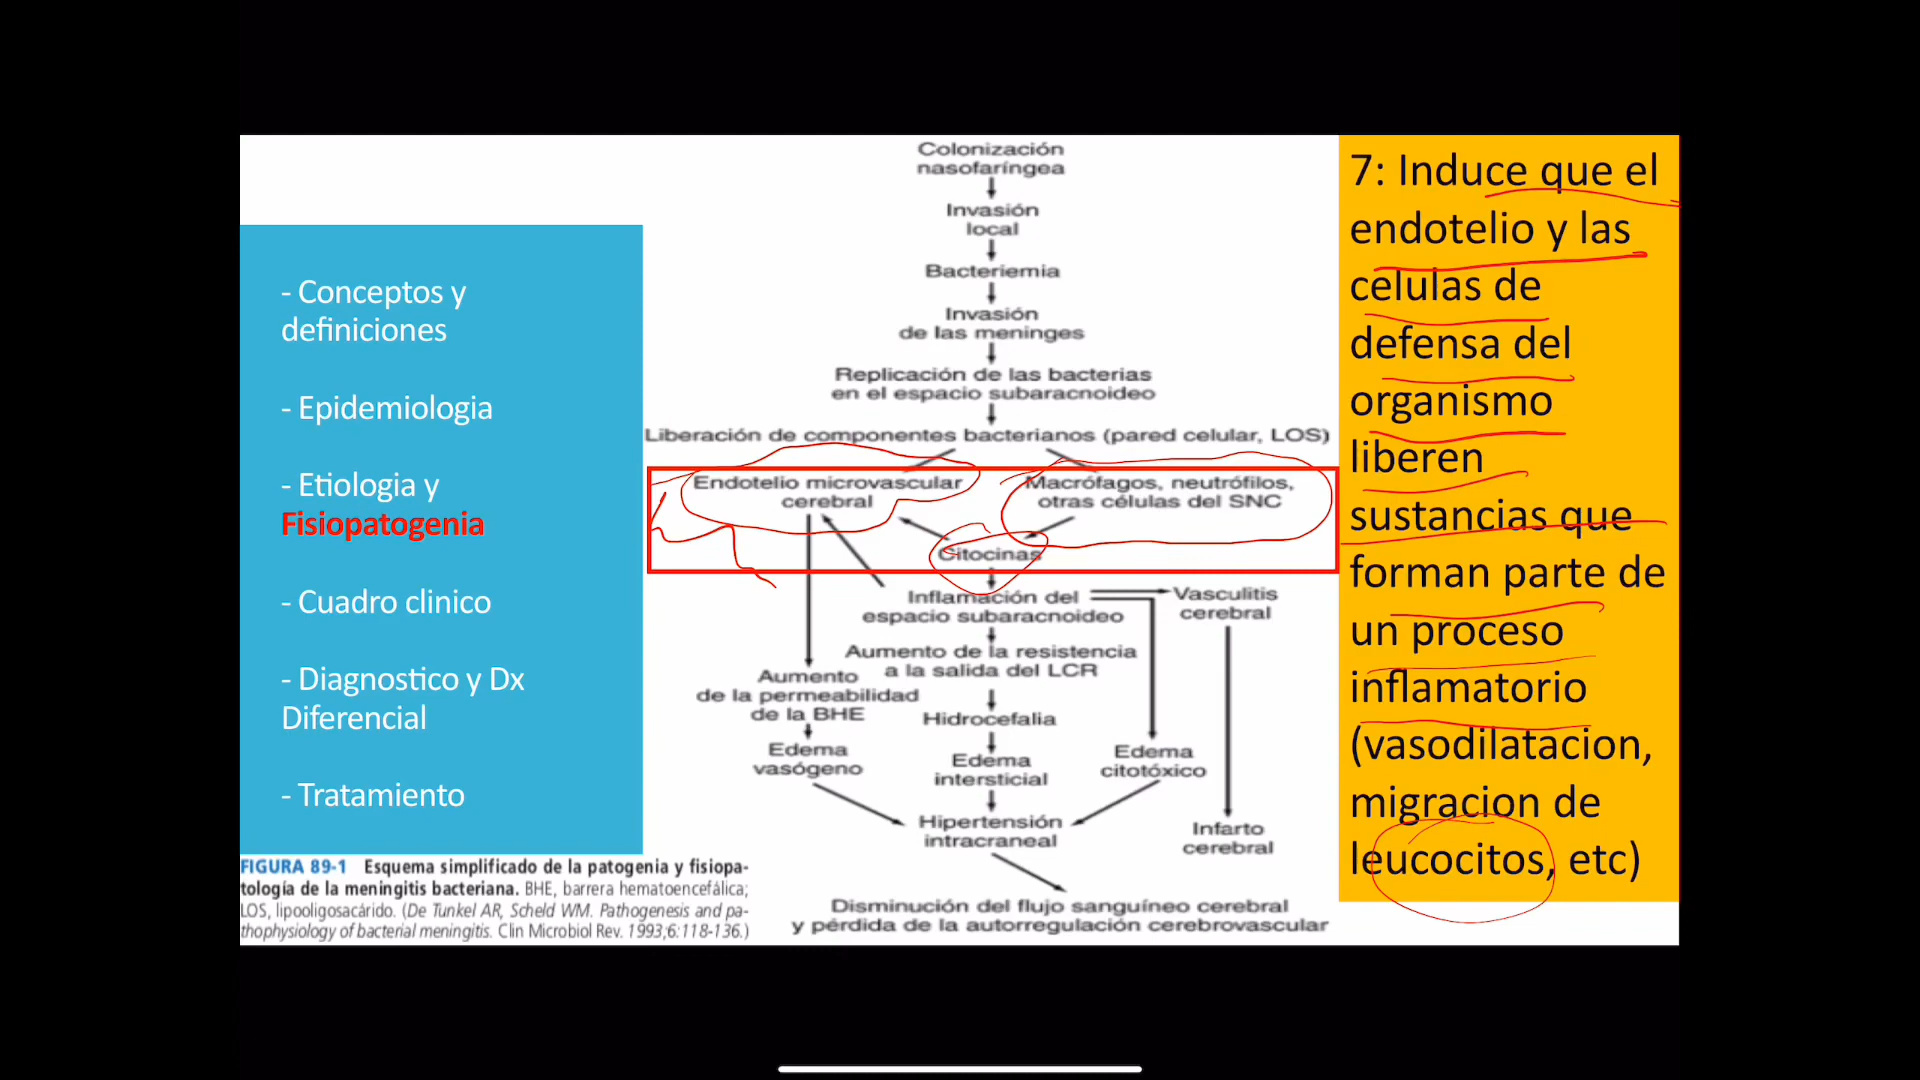 - Conceptos y
definiciones
- Epidemiologia
- Etiologia y
Fisiopatogenia
- Cuadro clinico
- Diagnostico y Dx
Diferencial
- Tratamiento
FIGURA 89-1 Esquema simplificado de la patogenia y fisiopa-
tología de la meningitis bacteriana. BHE, barrera hematoencefálica;
LOS, lipooligosacárido. (De Tunkel AR, Scheld WM. Pathogenesis and pa-
thophysiology of bacterial meningitis. Clin Microbiol Rev. 1993;6:118-136.)
Colonización
nasofaríngea
Invasión
local
Bacteriemia
Invasión
de las meninges
Replicación de las bacterias
en el espacio subaracnoideo
Liberación de componentes bacterianos (pared celular, LOS)
Endotelio microvascular
cerebral
Macrófagos, neutrófilos,
otras células del SNC
Citocinas
Inflamación del
espacio subaracnoideo
Vasculitis
cerebral
Aumento de la resistencia
a la salida del LCR
Aumento
de la permeabilidad
de la BHE
Hidrocefalia
Edema
vasógeno
Edema
intersticial
Edema
citotóxico
Hipertensión
intracraneal
Infarto
cerebral
Disminución del flujo sanguíneo cerebral
y pérdida de la autorregulación cerebrovascular
7: Induce que el
endotelio y las
celulas de
defensa del
organismo
liberen
sustancias que
forman parte de
un proceso
inflamatorio
(vasodilatacion,
migracion de
leucocitos, etc)